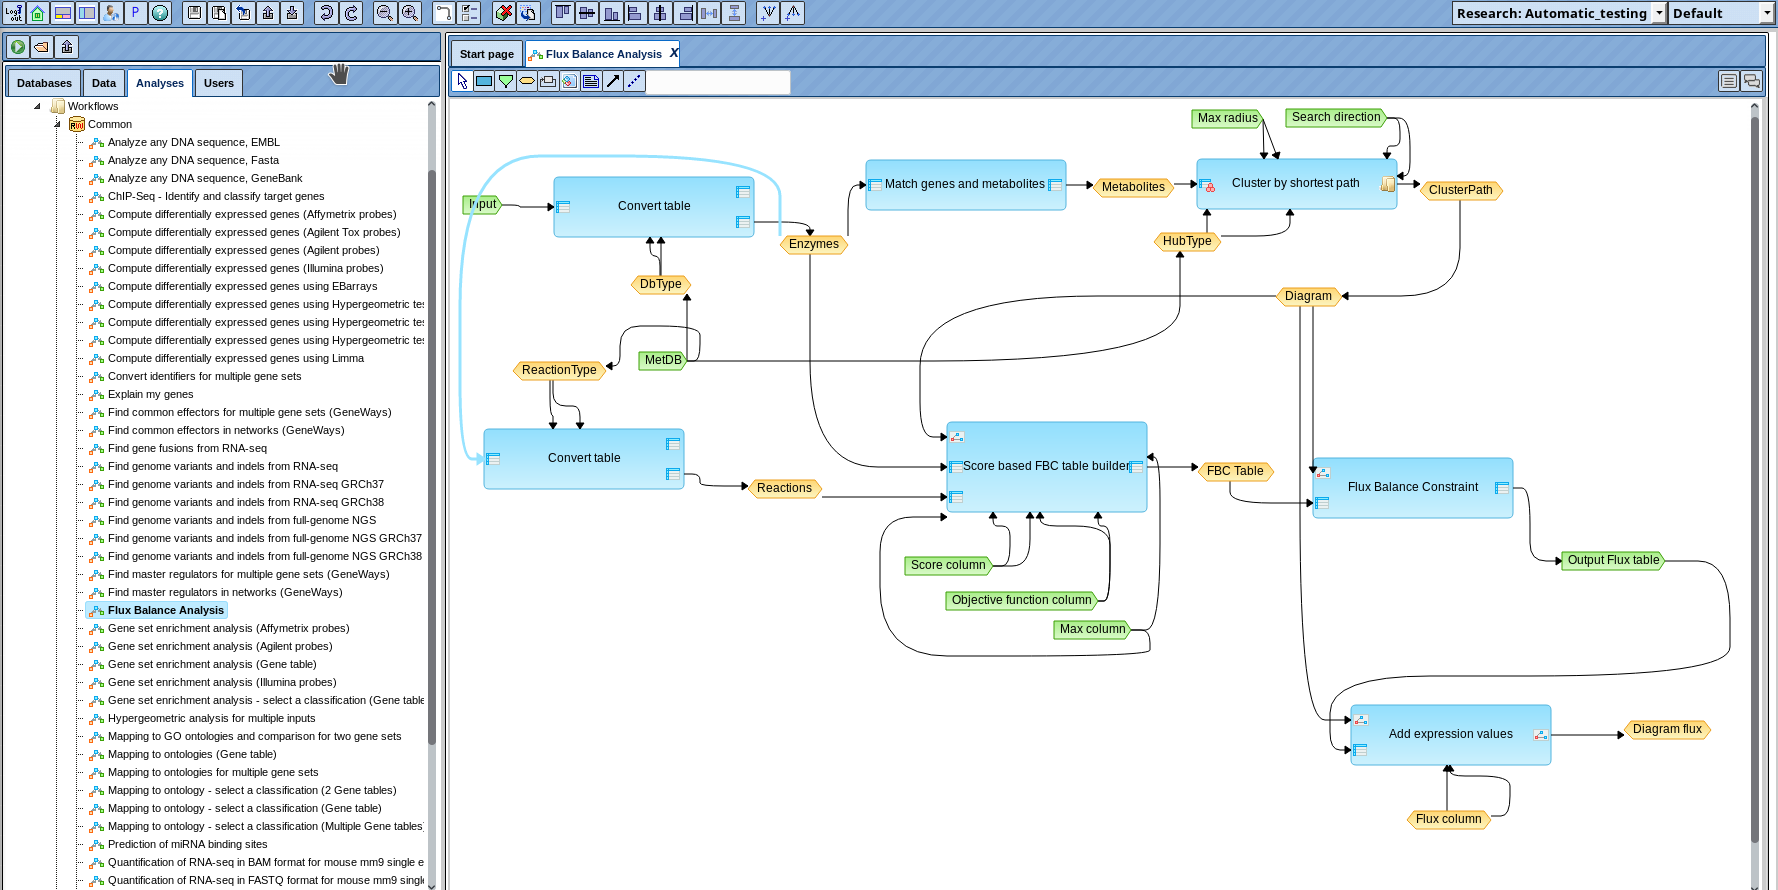 Log out
P
?
Research: Automatic_testing
Default
Databases
Data
Analyses
Users
Workflows
Common
Analyze any DNA sequence, EMBL
Analyze any DNA sequence, Fasta
Analyze any DNA sequence, GeneBank
ChIP-Seq - Identify and classify target genes
Compute differentially expressed genes (Affymetrix probes)
Compute differentially expressed genes (Agilent Tox probes)
Compute differentially expressed genes (Agilent probes)
Compute differentially expressed genes (Illumina probes)
Compute differentially expressed genes using EBarrays
Compute differentially expressed genes using Hypergeometric te
Compute differentially expressed genes using Hypergeometric te
Compute differentially expressed genes using Hypergeometric te
Compute differentially expressed genes using Limma
Convert identifiers for multiple gene sets
Explain my genes
Find common effectors for multiple gene sets (GeneWays)
Find common effectors in networks (GeneWays)
Find gene fusions from RNA-seq
Find genome variants and indels from RNA-seq
Find genome variants and indels from RNA-seq GRCh37
Find genome variants and indels from RNA-seq GRCh38
Find genome variants and indels from full-genome NGS
Find genome variants and indels from full-genome NGS GRCh37
Find genome variants and indels from full-genome NGS GRCh38
Find master regulators for multiple gene sets (GeneWays)
Find master regulators in networks (GeneWays)
Flux Balance Analysis
Gene set enrichment analysis (Affymetrix probes)
Gene set enrichment analysis (Agilent probes)
Gene set enrichment analysis (Gene table)
Gene set enrichment analysis (Illumina probes)
Gene set enrichment analysis - select a classification (Gene table
Hypergeometric analysis for multiple inputs
Mapping to GO ontologies and comparison for two gene sets
Mapping to ontologies (Gene table)
Mapping to ontologies for multiple gene sets
Mapping to ontology - select a classification (2 Gene tables)
Mapping to ontology - select a classification (Gene table)
Mapping to ontology - select a classification (Multiple Gene tables)
Prediction of miRNA binding sites
Quantification of RNA-seq in BAM format for mouse mm9 single e
Quantification of RNA-seq in FASTQ format for mouse mm9 singl
Start page
Flux Balance Analysis X
Max radius
Search direction
Input
Convert table
Match genes and metabolites
Metabolites
Cluster by shortest path
ClusterPath
Enzymes
HubType
DbType
Diagram
MetDB
ReactionType
Convert table
Reactions
Score based FBC table builder
FBC Table
Flux Balance Constraint
Score column
Objective function column
Max column
Output Flux table
Add expression values
Diagram flux
Flux column